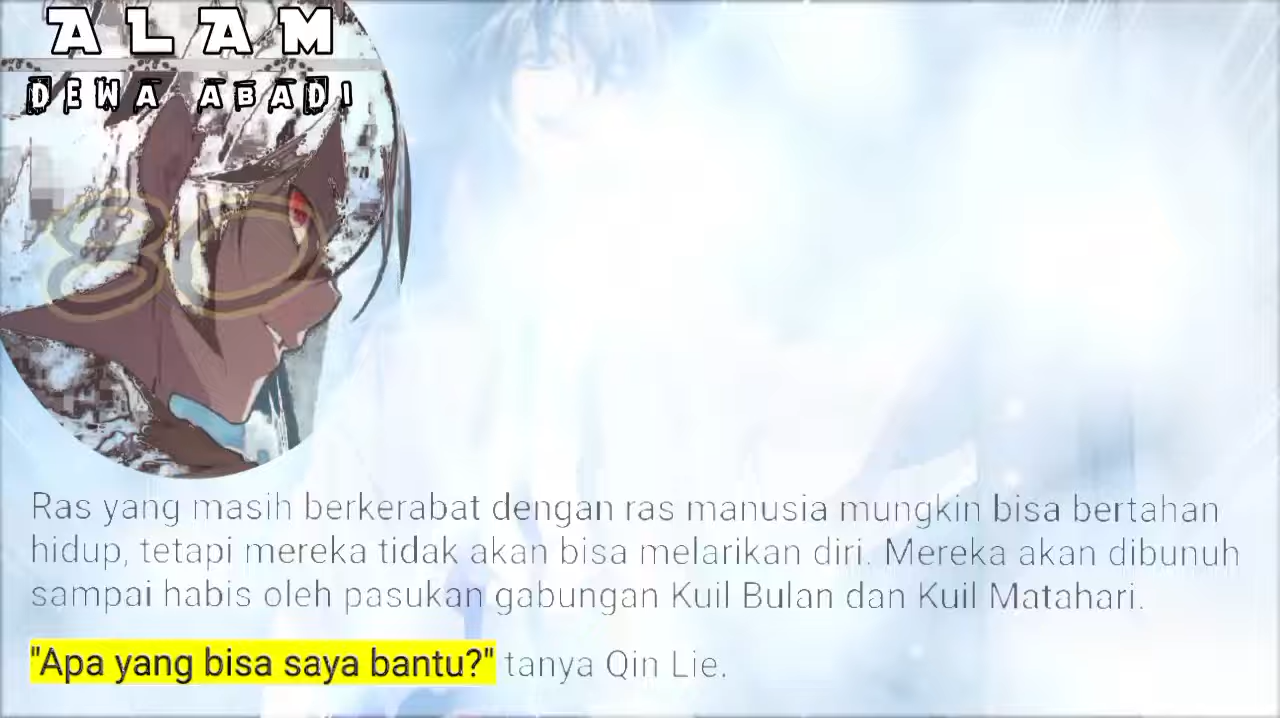 ALAM
DEWA ABADI
80
Ras yang masih berkerabat dengan ras manusia mungkin bisa bertahan
hidup, tetapi mereka tidak akan bisa melarikan diri. Mereka akan dibunuh
sampai habis oleh pasukan gabungan Kuil Bulan dan Kuil Matahari.
"Apa yang bisa saya bantu?" tanya Qin Lie.